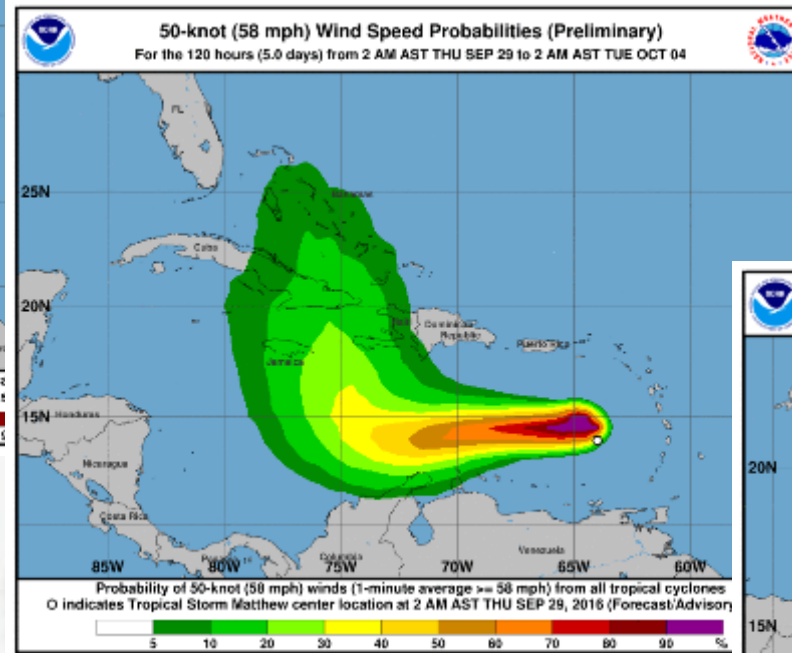 50-knot (58 mph) Wind Speed Probabilities (Preliminary)
For the 120 hours (5.0 days) from 2 AM AST THU SEP 29 to 2 AM AST TUE OCT 04
FL
25N
Bahamas
Cuba
20N
Dominican
Republic
Puerto Rico
Jamaica
15N
Honduras
Nicaragua
Costa Rica
Panama
Colombia
Venezuela
85W 80W 75W 70W 65W 60W
Probability of 50-knot (58 mph) winds (1-minute average >= 58 mph) from all tropical cyclones
O indicates Tropical Storm Matthew center location at 2 AM AST THU SEP 29, 2016 (Forecast/Advisory
5 10 20 30 40 50 60 70 80 90 %
20N
15N